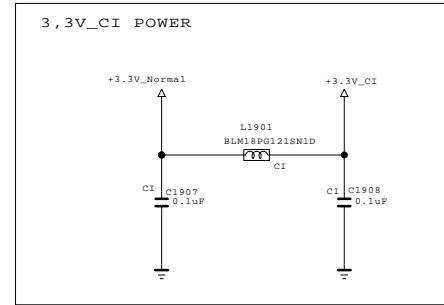 3,3V_CI POWER
+3.3V_Normal
+3.3V_CI
L1901
BLM18PG121SN1D
CI
CI C1907
0.1uF
CI C1908
0.1uF